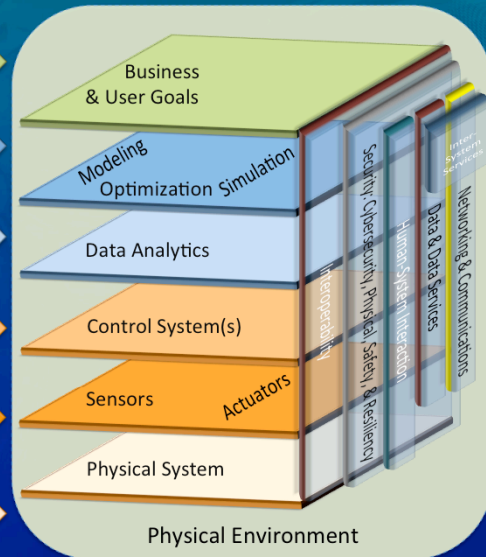 Business
& User Goals
Modeling
Optimization
Simulation
Data Analytics
Control System(s)
Sensors
Actuators
Physical System
Interoperability
Security: Cybersecurity, Physical, Safety, & Resiliency
Human-System Interaction
Data & Data Services
Inter-
System
Services
Networking & Communications
Physical Environment